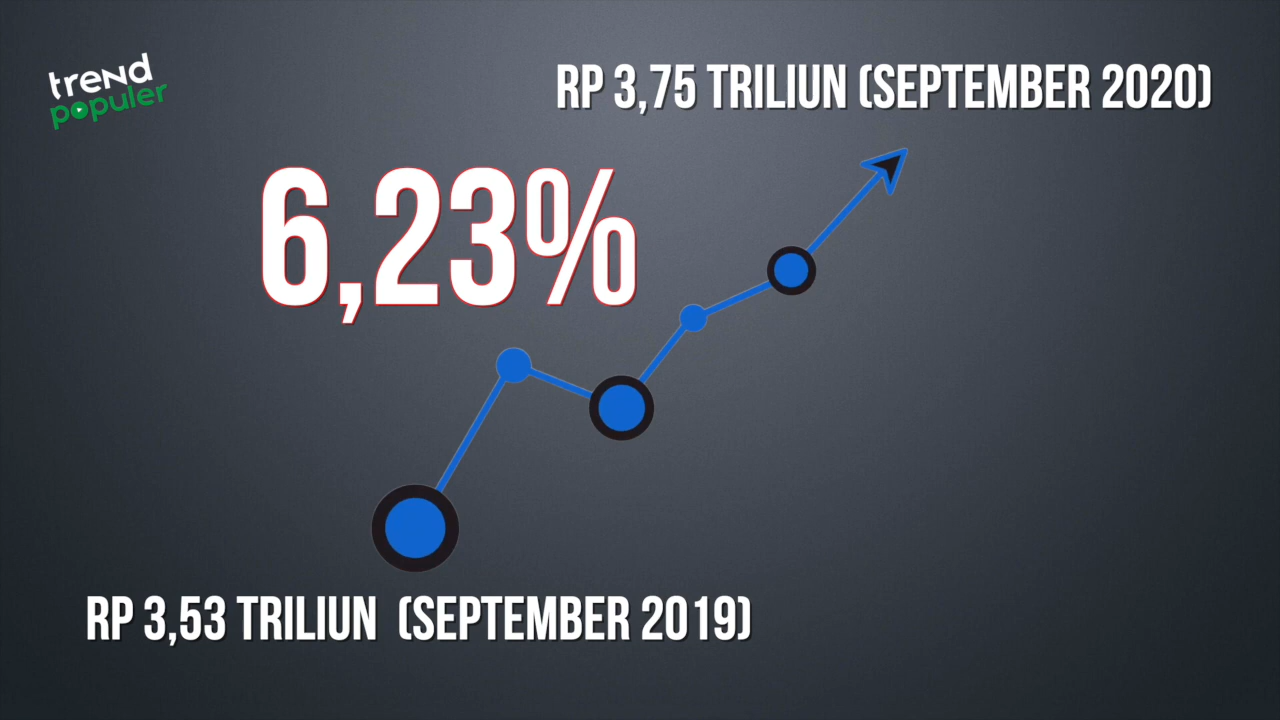 trend
populer
RP 3,75 TRILIUN (SEPTEMBER 2020)
6,23%
RP 3,53 TRILIUN (SEPTEMBER 2019)